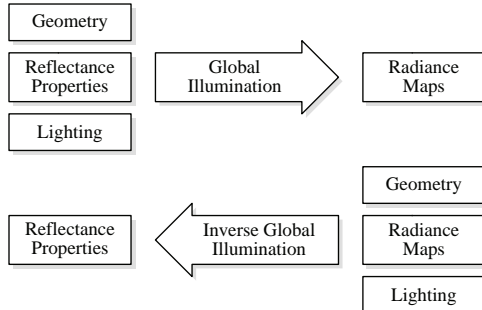 Geometry
Reflectance
Properties
Lighting
Global
Illumination
Radiance
Maps
Reflectance
Properties
Inverse Global
Illumination
Geometry
Radiance
Maps
Lighting